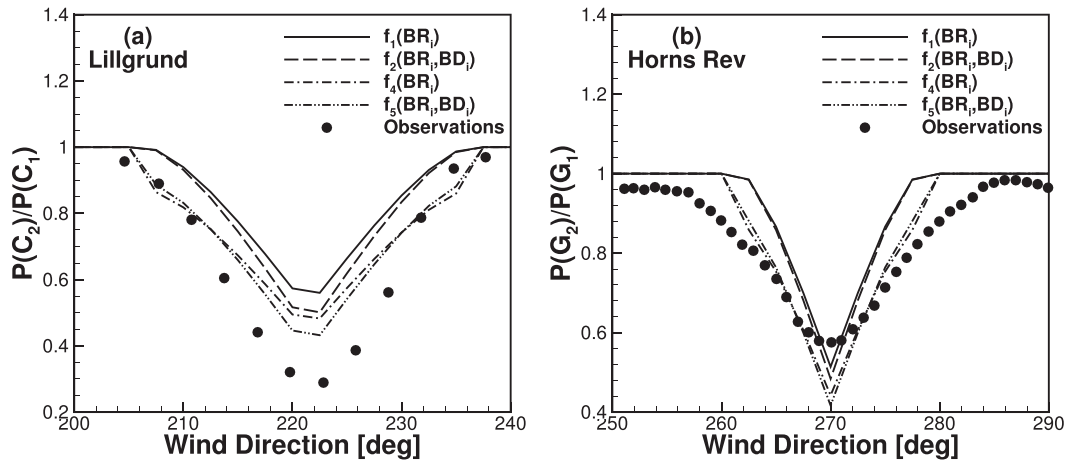 (a)
Lillgrund
f₁(BRᵢ)
f₂(BRᵢ,BDᵢ)
f₄(BRᵢ)
f₅(BRᵢ,BDᵢ)
Observations
P(C₂)/P(C₁)
1.4
1.2
1
0.8
0.6
0.4
0.2
200 210 220 230 240
Wind Direction [deg]
(b)
Horns Rev
f₁(BRᵢ)
f₂(BRᵢ,BDᵢ)
f₄(BRᵢ)
f₅(BRᵢ,BDᵢ)
Observations
P(G₂)/P(G₁)
1.4
1.2
1
0.8
0.6
0.4
250 260 270 280 290
Wind Direction [deg]